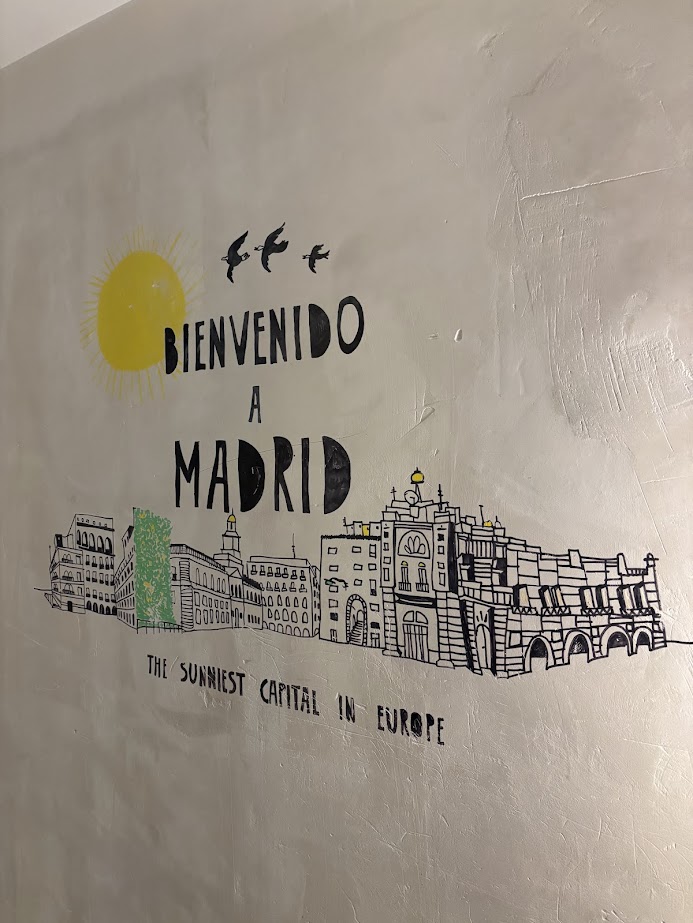 BIENVENIDO
A
MADRID
THE SUNNIEST CAPITAL IN EUROPE